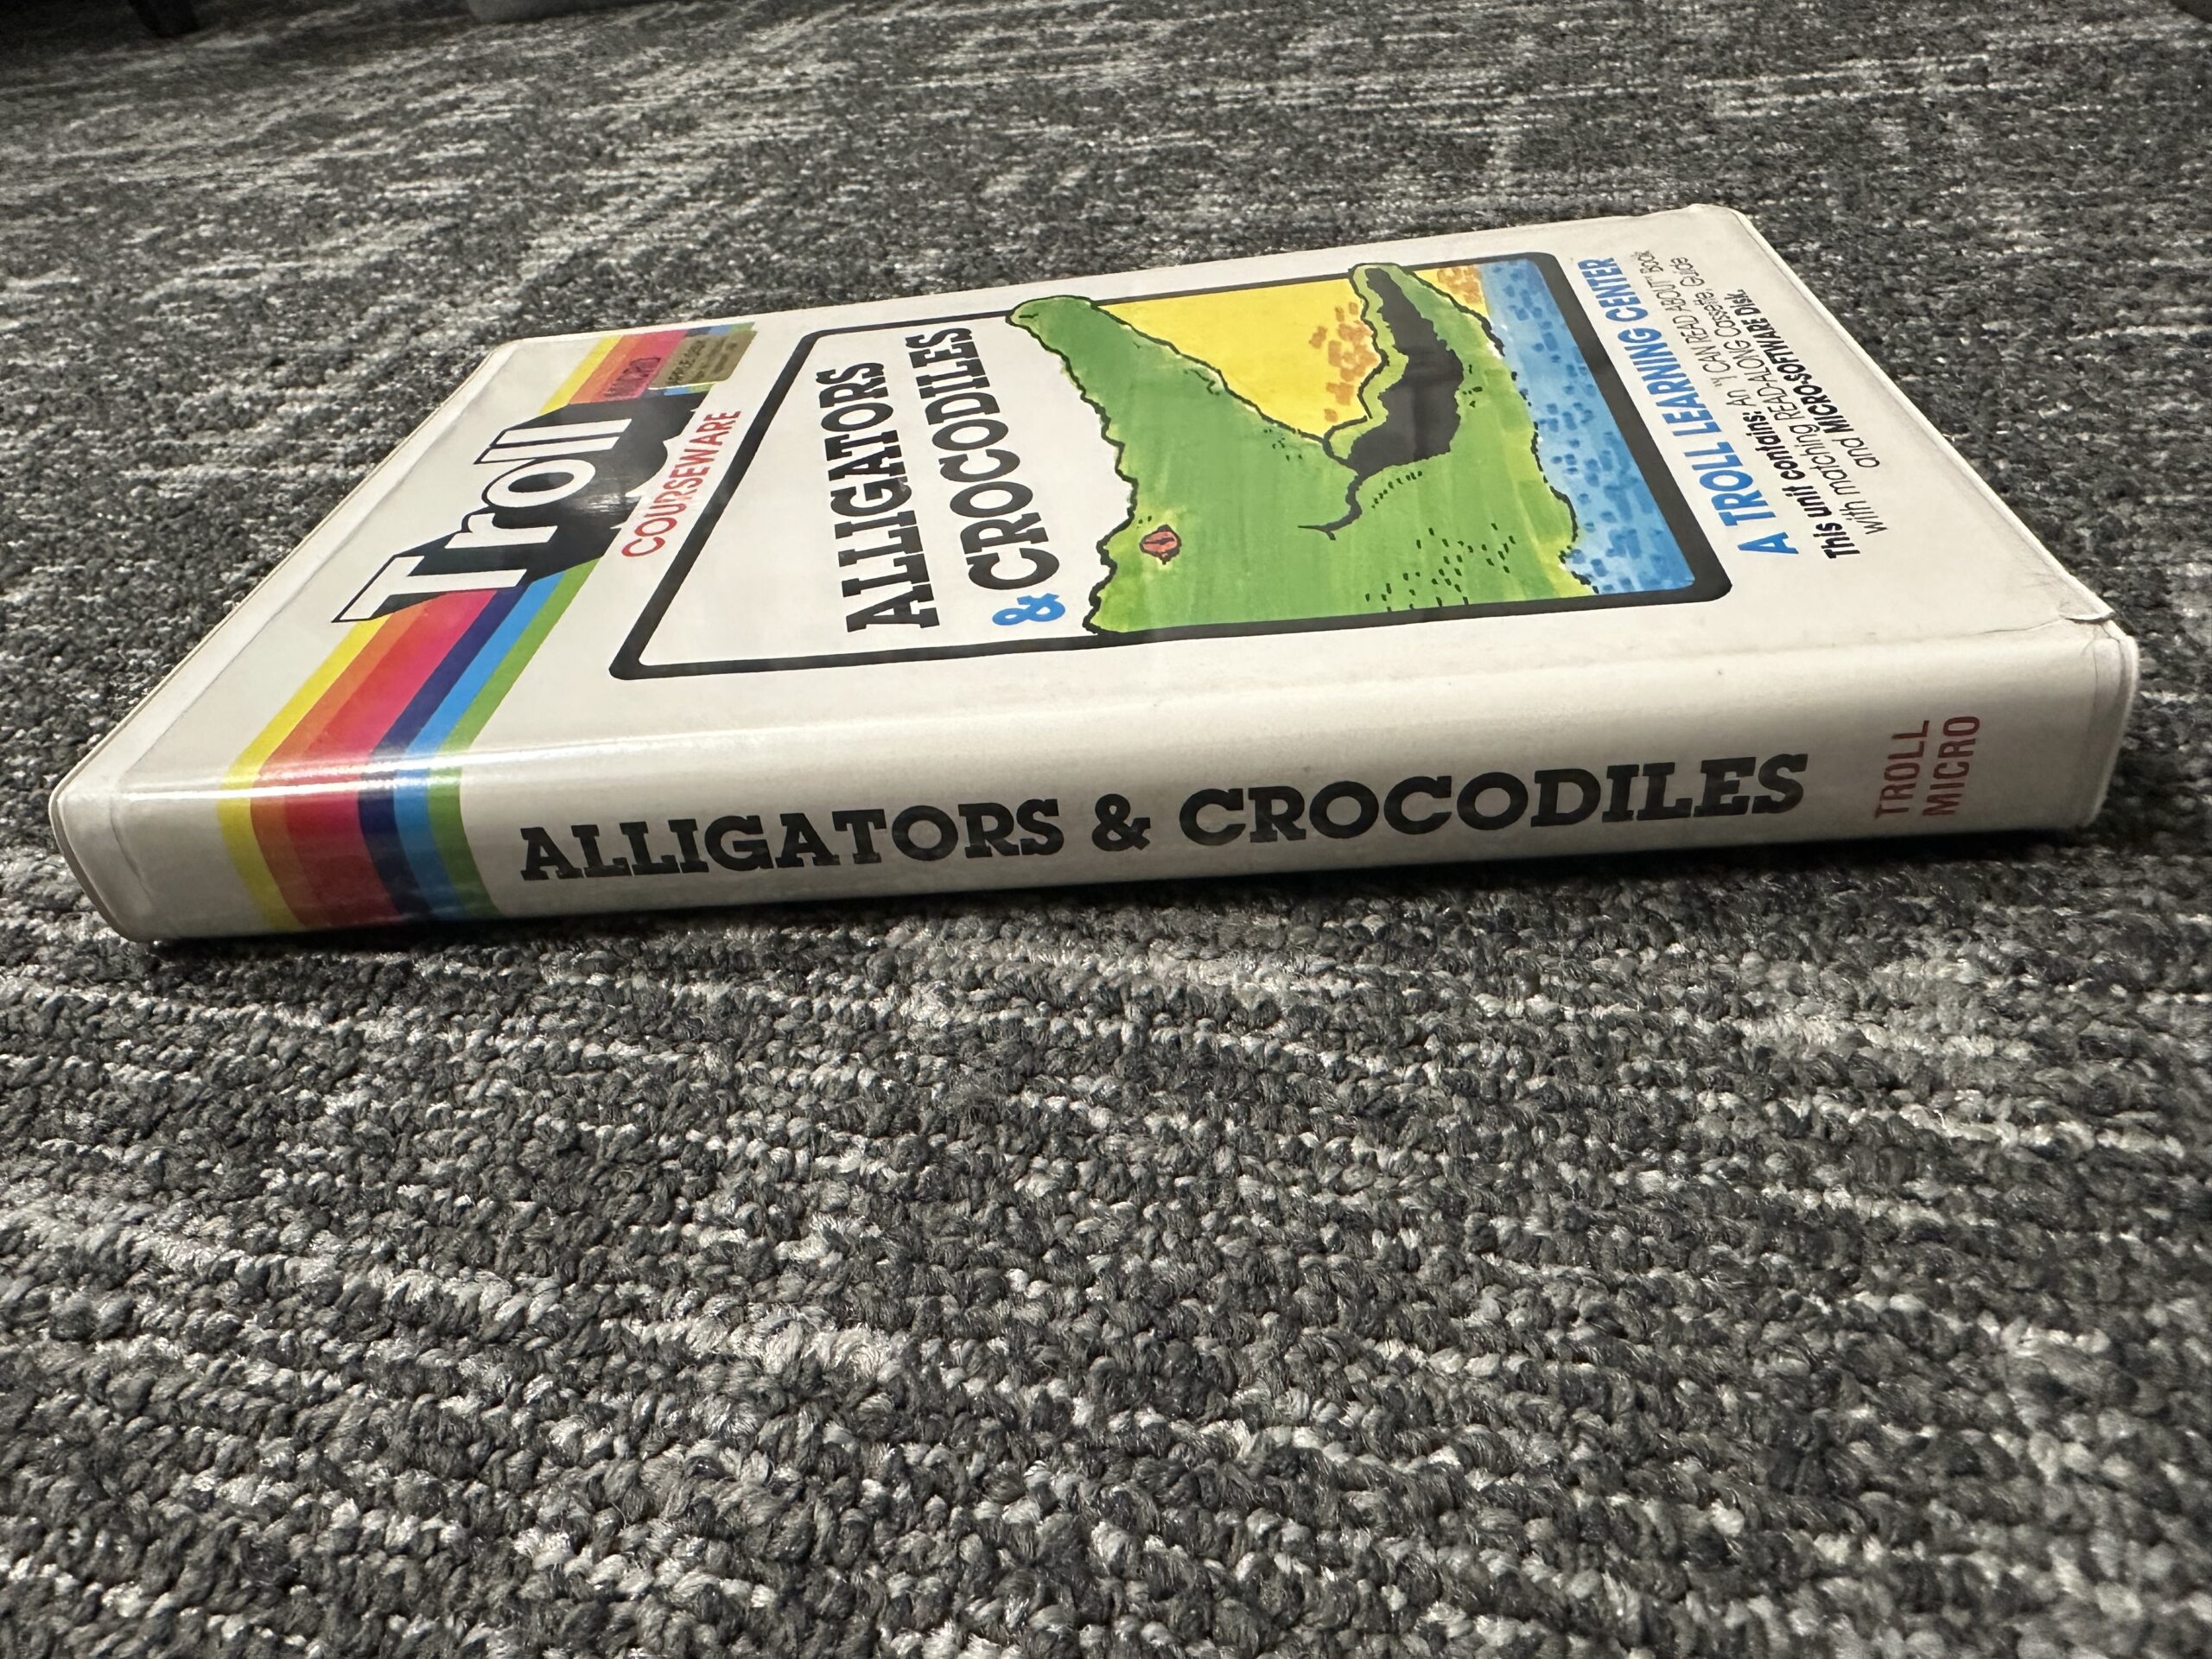 Troll
MICRO
COURSEWARE
ALLIGATORS
& CROCODILES
A TROLL LEARNING CENTER
This unit contains: An "I CAN READ ABOUT" Book
with matching READ-ALONG Cassette, Guide
and MICRO-SOFTWARE Disk.
ALLIGATORS & CROCODILES
TROLL
MICRO